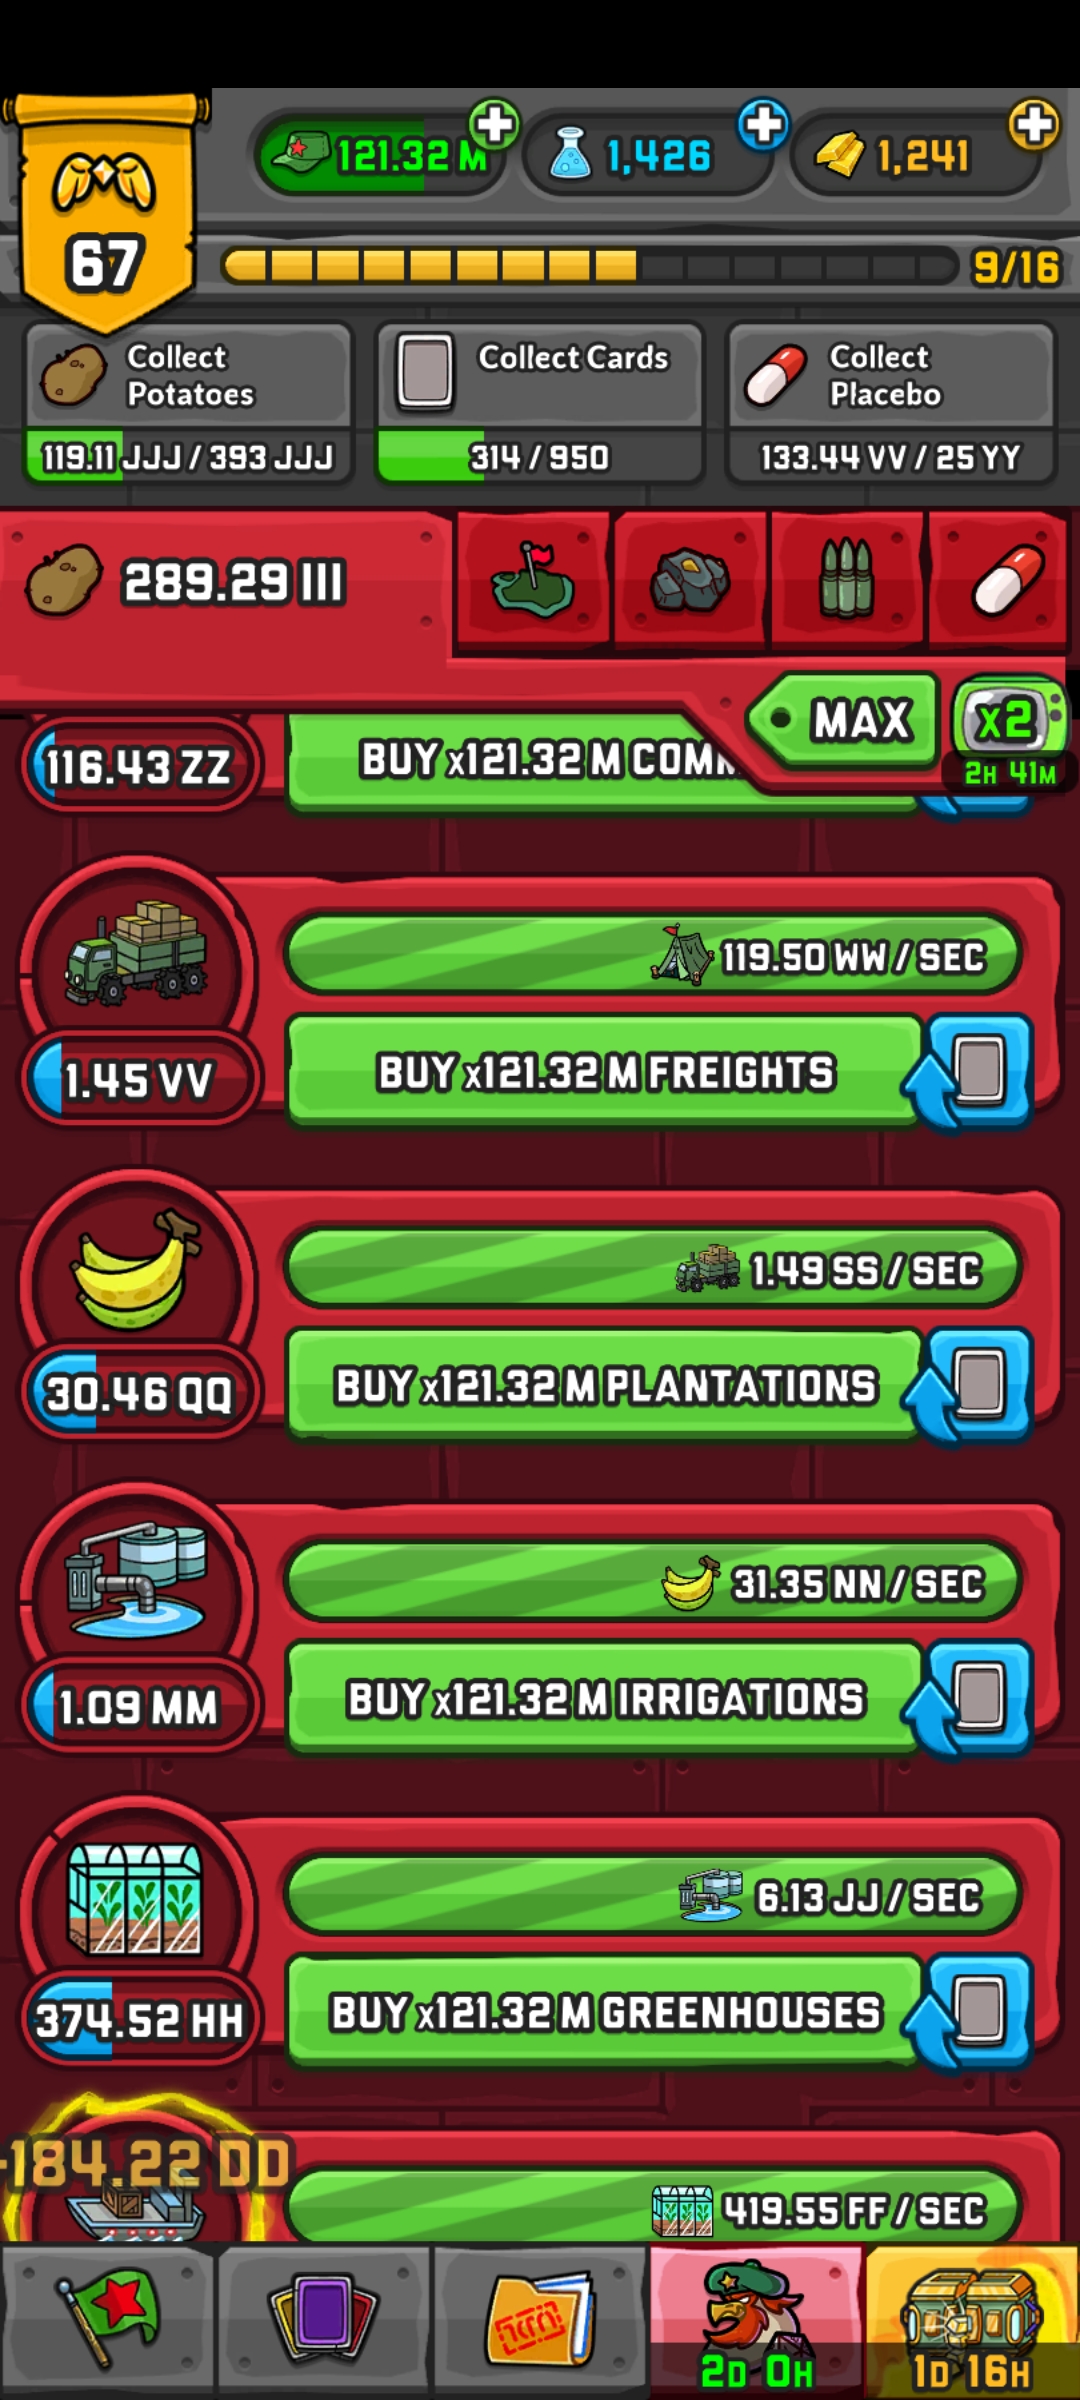 121.32 M
1,426
1,241
67
9/16
Collect
Potatoes
119.11 JJJ / 393 JJJ
Collect Cards
314 / 950
Collect
Placebo
133.44 VV / 25 YY
289.29 III
MAX
x2
2H 41M
116.43 ZZ
BUY x121.32 M
119.50 WW / SEC
1.45 VV
BUY x121.32 M FREIGHTS
1.49 SS / SEC
30.46 QQ
BUY x121.32 M PLANTATIONS
31.35 NN / SEC
1.09 MM
BUY x121.32 M IRRIGATIONS
6.13 JJ / SEC
374.52 HH
BUY x121.32 M GREENHOUSES
-184.22 DD
419.55 FF / SEC
2D 0H
1D 16H